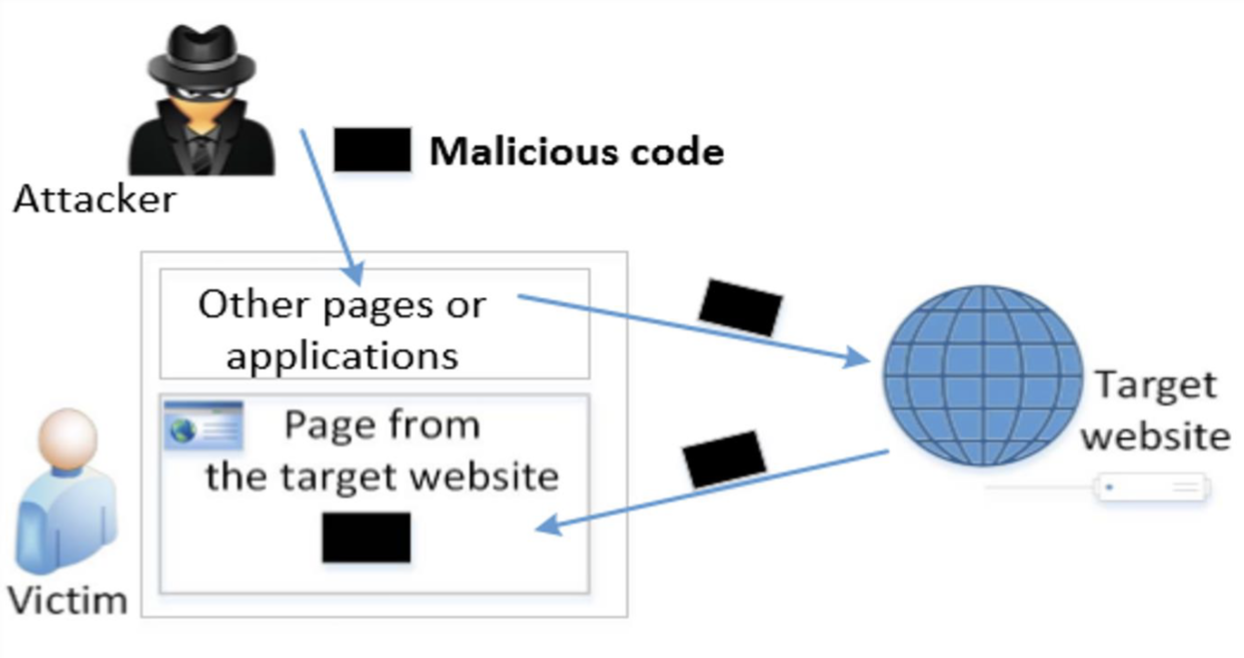 Malicious code
Attacker
Other pages or
applications
Page from
the target website
Target
website
Victim